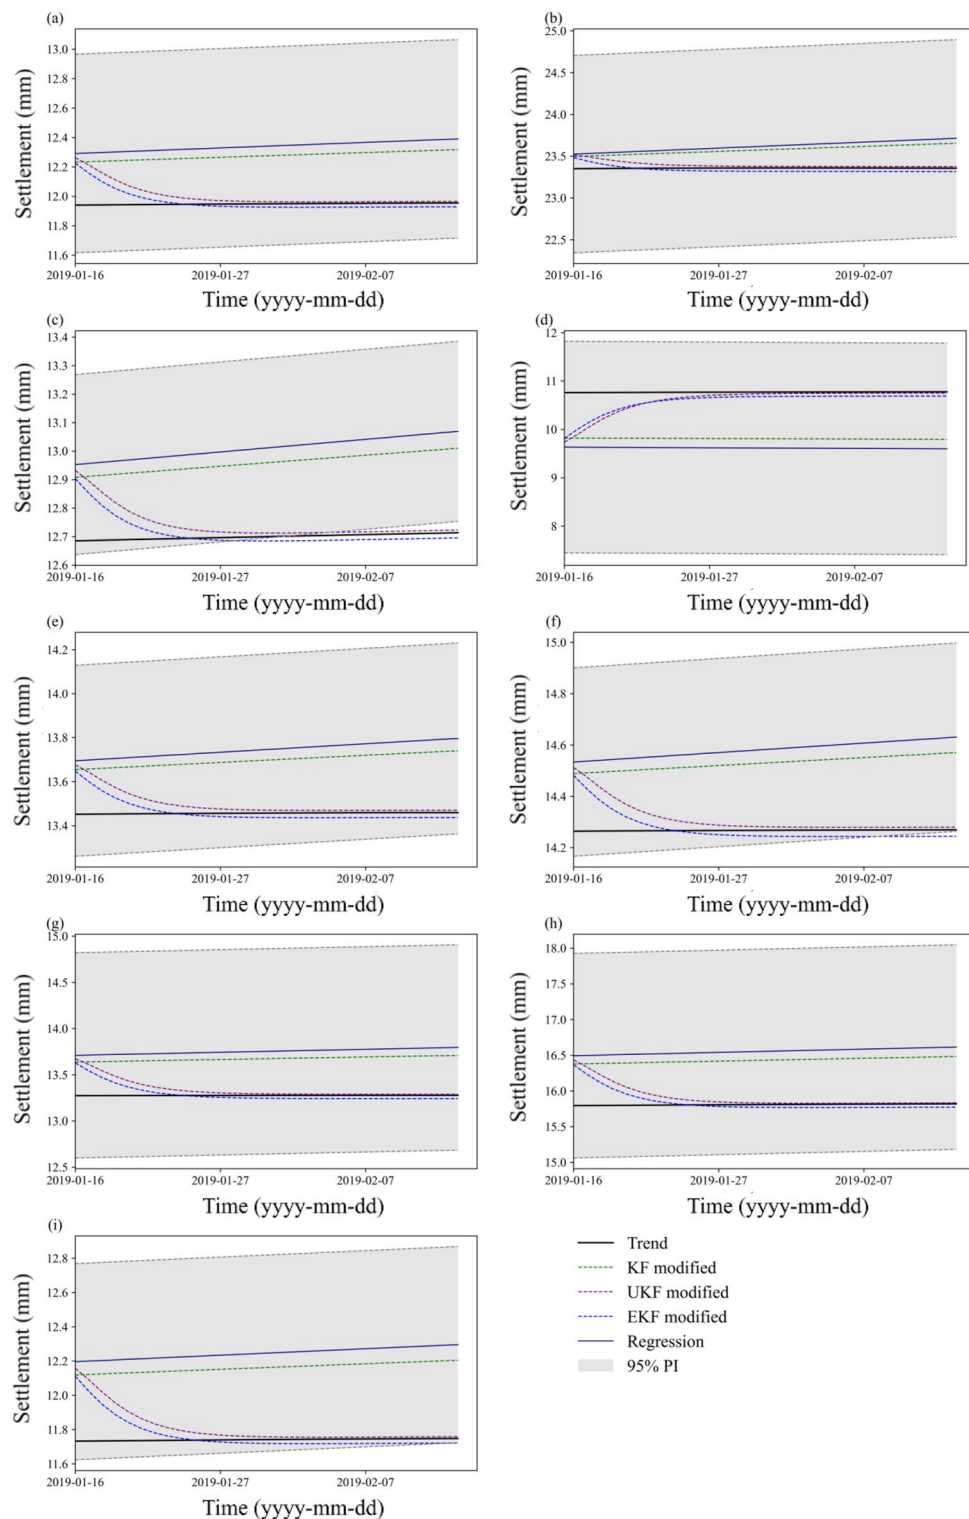 (a)
Settlement (mm)
13.0
12.8
12.6
12.4
12.2
12.0
11.8
11.6
2019-01-16 2019-01-27 2019-02-07
Time (yyyy-mm-dd)
(b)
Settlement (mm)
25.0
24.5
24.0
23.5
23.0
22.5
2019-01-16 2019-01-27 2019-02-07
Time (yyyy-mm-dd)
(c)
Settlement (mm)
13.4
13.3
13.2
13.1
13.0
12.9
12.8
12.7
12.6
2019-01-16 2019-01-27 2019-02-07
Time (yyyy-mm-dd)
(d)
Settlement (mm)
12
11
10
9
8
2019-01-16 2019-01-27 2019-02-07
Time (yyyy-mm-dd)
(e)
Settlement (mm)
14.2
14.0
13.8
13.6
13.4
2019-01-16 2019-01-27 2019-02-07
Time (yyyy-mm-dd)
(f)
Settlement (mm)
15.0
14.8
14.6
14.4
14.2
2019-01-16 2019-01-27 2019-02-07
Time (yyyy-mm-dd)
(g)
Settlement (mm)
15.0
14.5
14.0
13.5
13.0
12.5
2019-01-16 2019-01-27 2019-02-07
Time (yyyy-mm-dd)
(h)
Settlement (mm)
18.0
17.5
17.0
16.5
16.0
15.5
15.0
2019-01-16 2019-01-27 2019-02-07
Time (yyyy-mm-dd)
(i)
Settlement (mm)
12.8
12.6
12.4
12.2
12.0
11.8
11.6
2019-01-16 2019-01-27 2019-02-07
Time (yyyy-mm-dd)
Trend
KF modified
UKF modified
EKF modified
Regression
95% PI